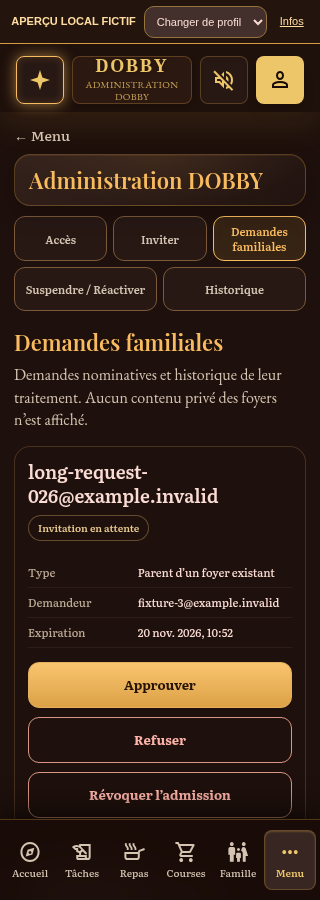 APERÇU LOCAL FICTIF
Changer de profil
Infos
DOBBY
ADMINISTRATION
DOBBY
← Menu
Administration DOBBY
Accès
Inviter
Demandes
familiales
Suspendre / Réactiver
Historique
Demandes familiales
Demandes nominatives et historique de leur
traitement. Aucun contenu privé des foyers
n’est affiché.
long-request-
026@example.invalid
Invitation en attente
Type Parent d’un foyer existant
Demandeur fixture-3@example.invalid
Expiration 20 nov. 2026, 10:52
Approuver
Refuser
Révoquer l’admission
Accueil
Tâches
Repas
Courses
Famille
Menu